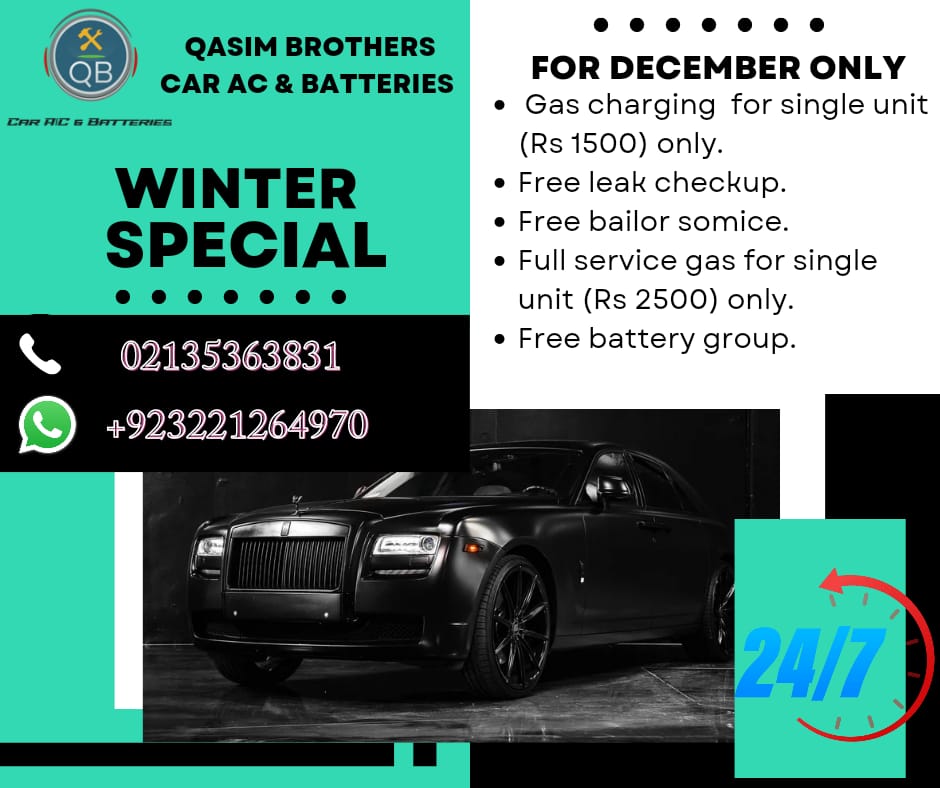 QB
CAR A|C & BATTERIES
QASIM BROTHERS
CAR AC & BATTERIES
WINTER
SPECIAL
02135363831
+923221264970
FOR DECEMBER ONLY
Gas charging for single unit
(Rs 1500) only.
Free leak checkup.
Free bailor somice.
Full service gas for single
unit (Rs 2500) only.
Free battery group.
24/7